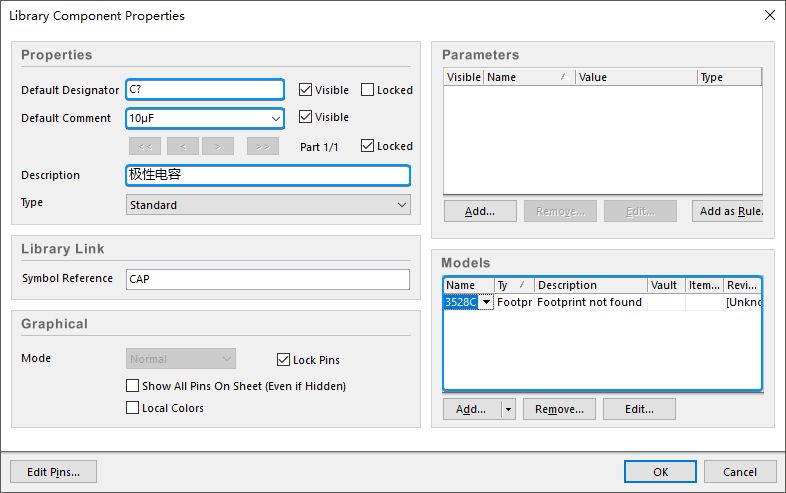 Library Component Properties
Properties
Default Designator C? Visible Locked
Default Comment 10μF Visible
<< < > >> Part 1/1 Locked
Description 极性电容
Type Standard
Library Link
Symbol Reference CAP
Graphical
Mode Normal Lock Pins
Show All Pins On Sheet (Even if Hidden)
Local Colors
Parameters
Visible Name Value Type
Add... Remove... Edit... Add as Rule.
Models
Name Ty Description Vault Item... Revi...
3528C Footpr Footprint not found [Unkno
Add... Remove... Edit...
Edit Pins... OK Cancel